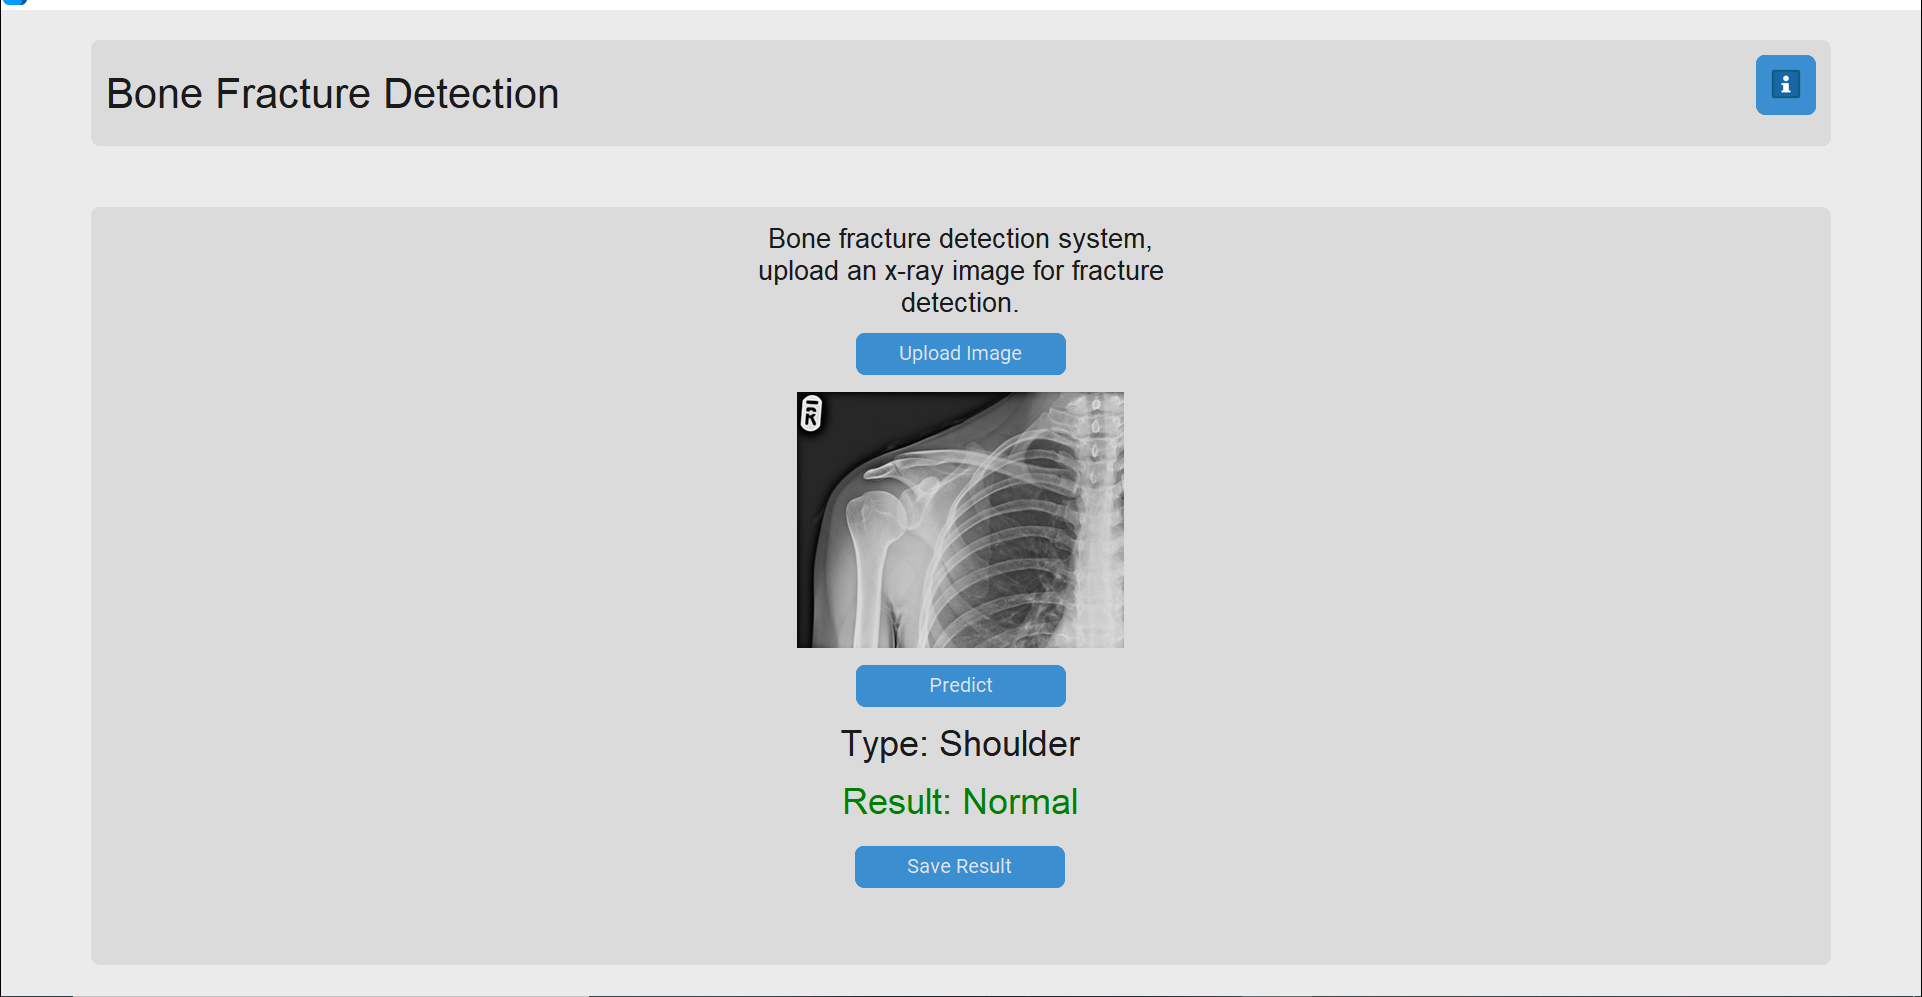 Bone Fracture Detection
i
Bone fracture detection system,
upload an x-ray image for fracture
detection.
Upload Image
R
Predict
Type: Shoulder
Result: Normal
Save Result